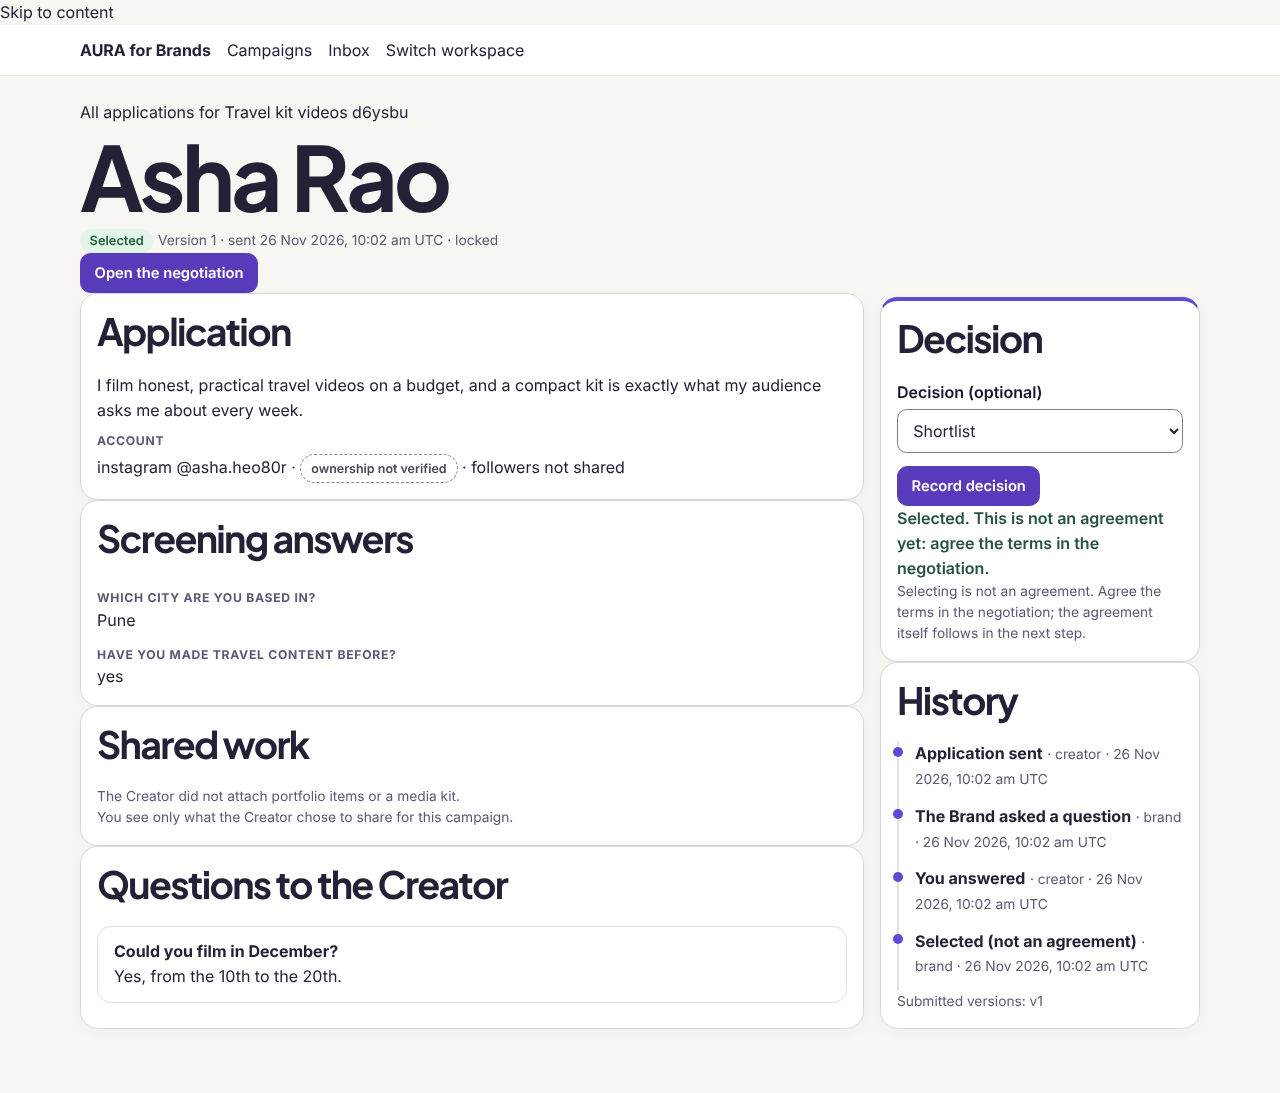 Skip to content
AURA for Brands Campaigns Inbox Switch workspace
All applications for Travel kit videos d6ysbu
Asha Rao
Selected Version 1 · sent 26 Nov 2026, 10:02 am UTC · locked
Open the negotiation
Application
I film honest, practical travel videos on a budget, and a compact kit is exactly what my audience
asks me about every week.
ACCOUNT
instagram @asha.heo80r · ownership not verified · followers not shared
Screening answers
WHICH CITY ARE YOU BASED IN?
Pune
HAVE YOU MADE TRAVEL CONTENT BEFORE?
yes
Shared work
The Creator did not attach portfolio items or a media kit.
You see only what the Creator chose to share for this campaign.
Questions to the Creator
Could you film in December?
Yes, from the 10th to the 20th.
Decision
Decision (optional)
Shortlist
Record decision
Selected. This is not an agreement
yet: agree the terms in the
negotiation.
Selecting is not an agreement. Agree the
terms in the negotiation; the agreement
itself follows in the next step.
History
Application sent · creator · 26 Nov
2026, 10:02 am UTC
The Brand asked a question · brand
· 26 Nov 2026, 10:02 am UTC
You answered · creator · 26 Nov
2026, 10:02 am UTC
Selected (not an agreement) ·
brand · 26 Nov 2026, 10:02 am UTC
Submitted versions: v1